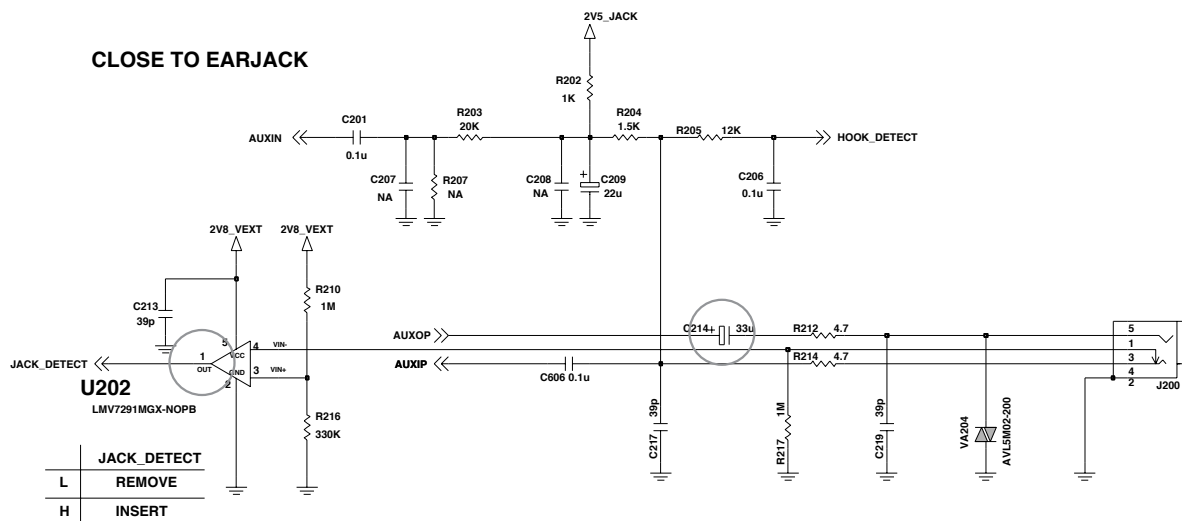 2V5_JACK
CLOSE TO EARJACK
R202
1K
C201
R203
R204
AUXIN
20K
1.5K
R205
12K
HOOK_DETECT
0.1u
C207
R207
C208
+
C209
C206
NA
NA
NA
22u
0.1u
2V8_VEXT
2V8_VEXT
R210
C213
1M
39p
AUXOP
C214+
33u
R212
4.7
5
5
4
VIN-
1
JACK_DETECT
1
VCC
AUXIP
R214
4.7
3
OUT
GND
3
VIN+
C606 0.1u
4
U202
2
2
J200
LMV7291MGX-NOPB
R216
39p
1M
39p
330K
C217
R217
C219
VA204
AVL5M02-200
JACK_DETECT
L REMOVE
H INSERT